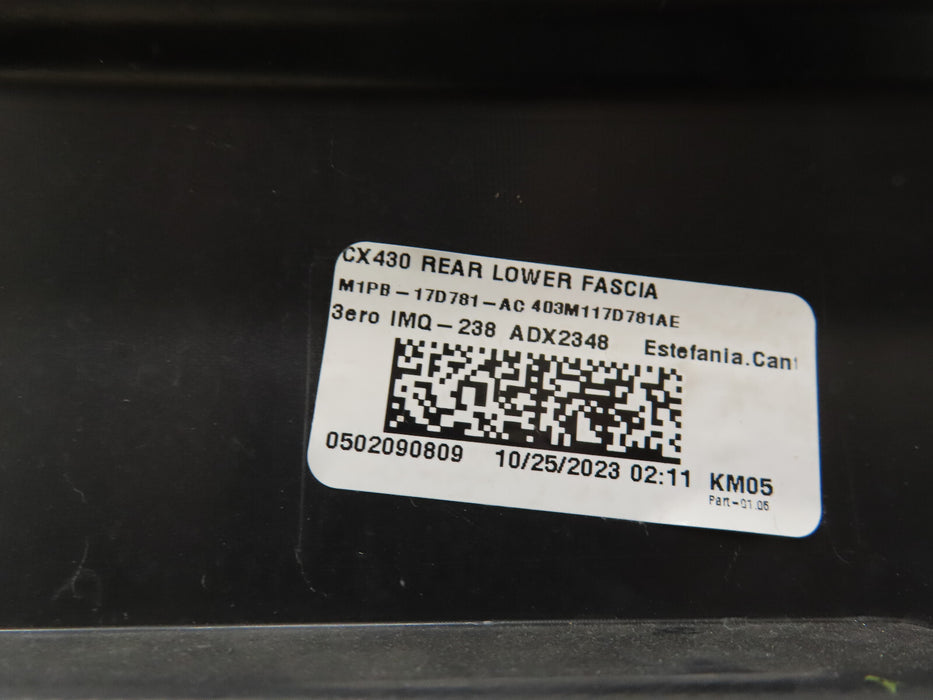 CX430 REAR LOWER FASCIA
M1PB-17D781-AC 403M117D781AE
3ero IMQ-238 ADX2348 Estefania.Can
0502090809 10/25/2023 02:11 KM05
Part-01.05